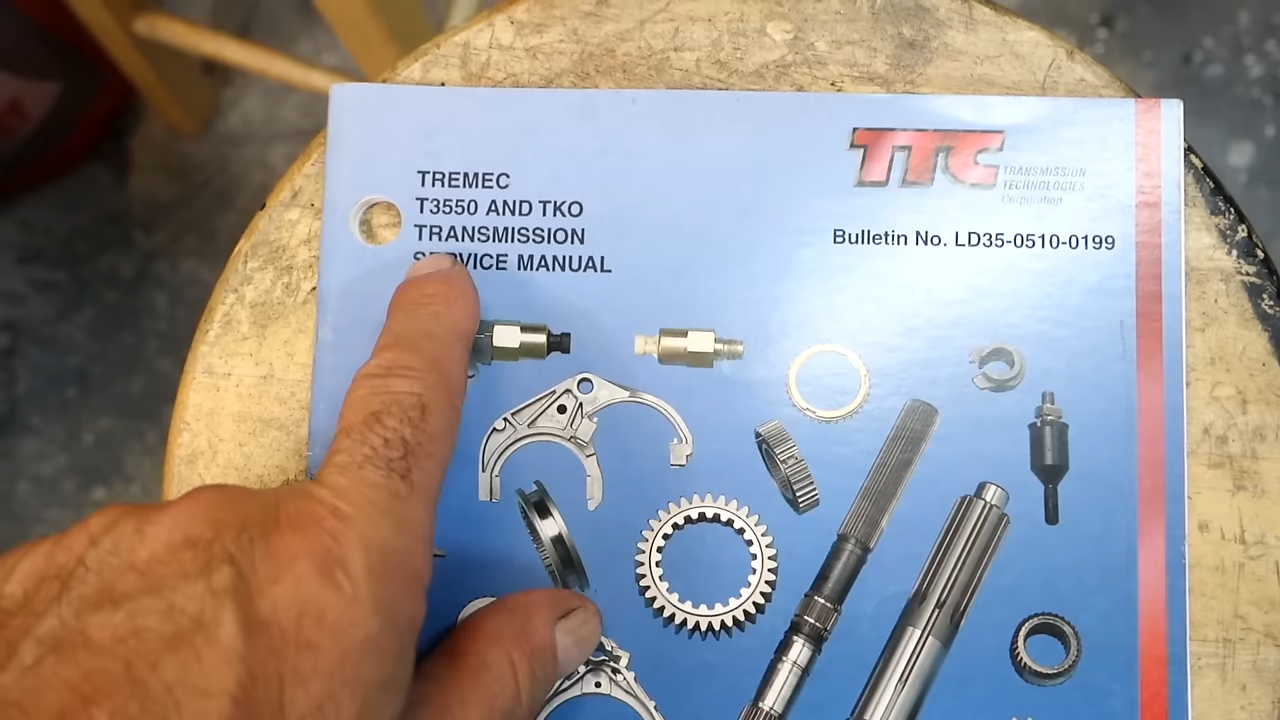 TREMEC
T3550 AND TKO
TRANSMISSION
SERVICE MANUAL
TTC
TRANSMISSION
TECHNOLOGIES
Corporation
Bulletin No. LD35-0510-0199